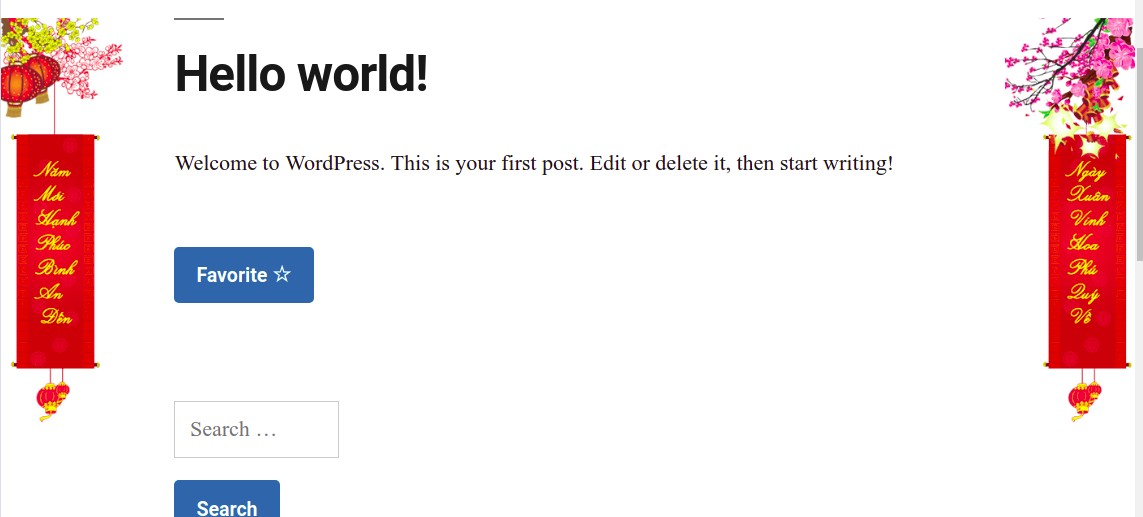 Hello world!
Welcome to WordPress. This is your first post. Edit or delete it, then start writing!
Favorite ☆
Search …
Search
Năm
Mới
Hạnh
Phúc
Bình
An
Đến
Ngày
Xuân
Vinh
Hoa
Phú
Quý
Về